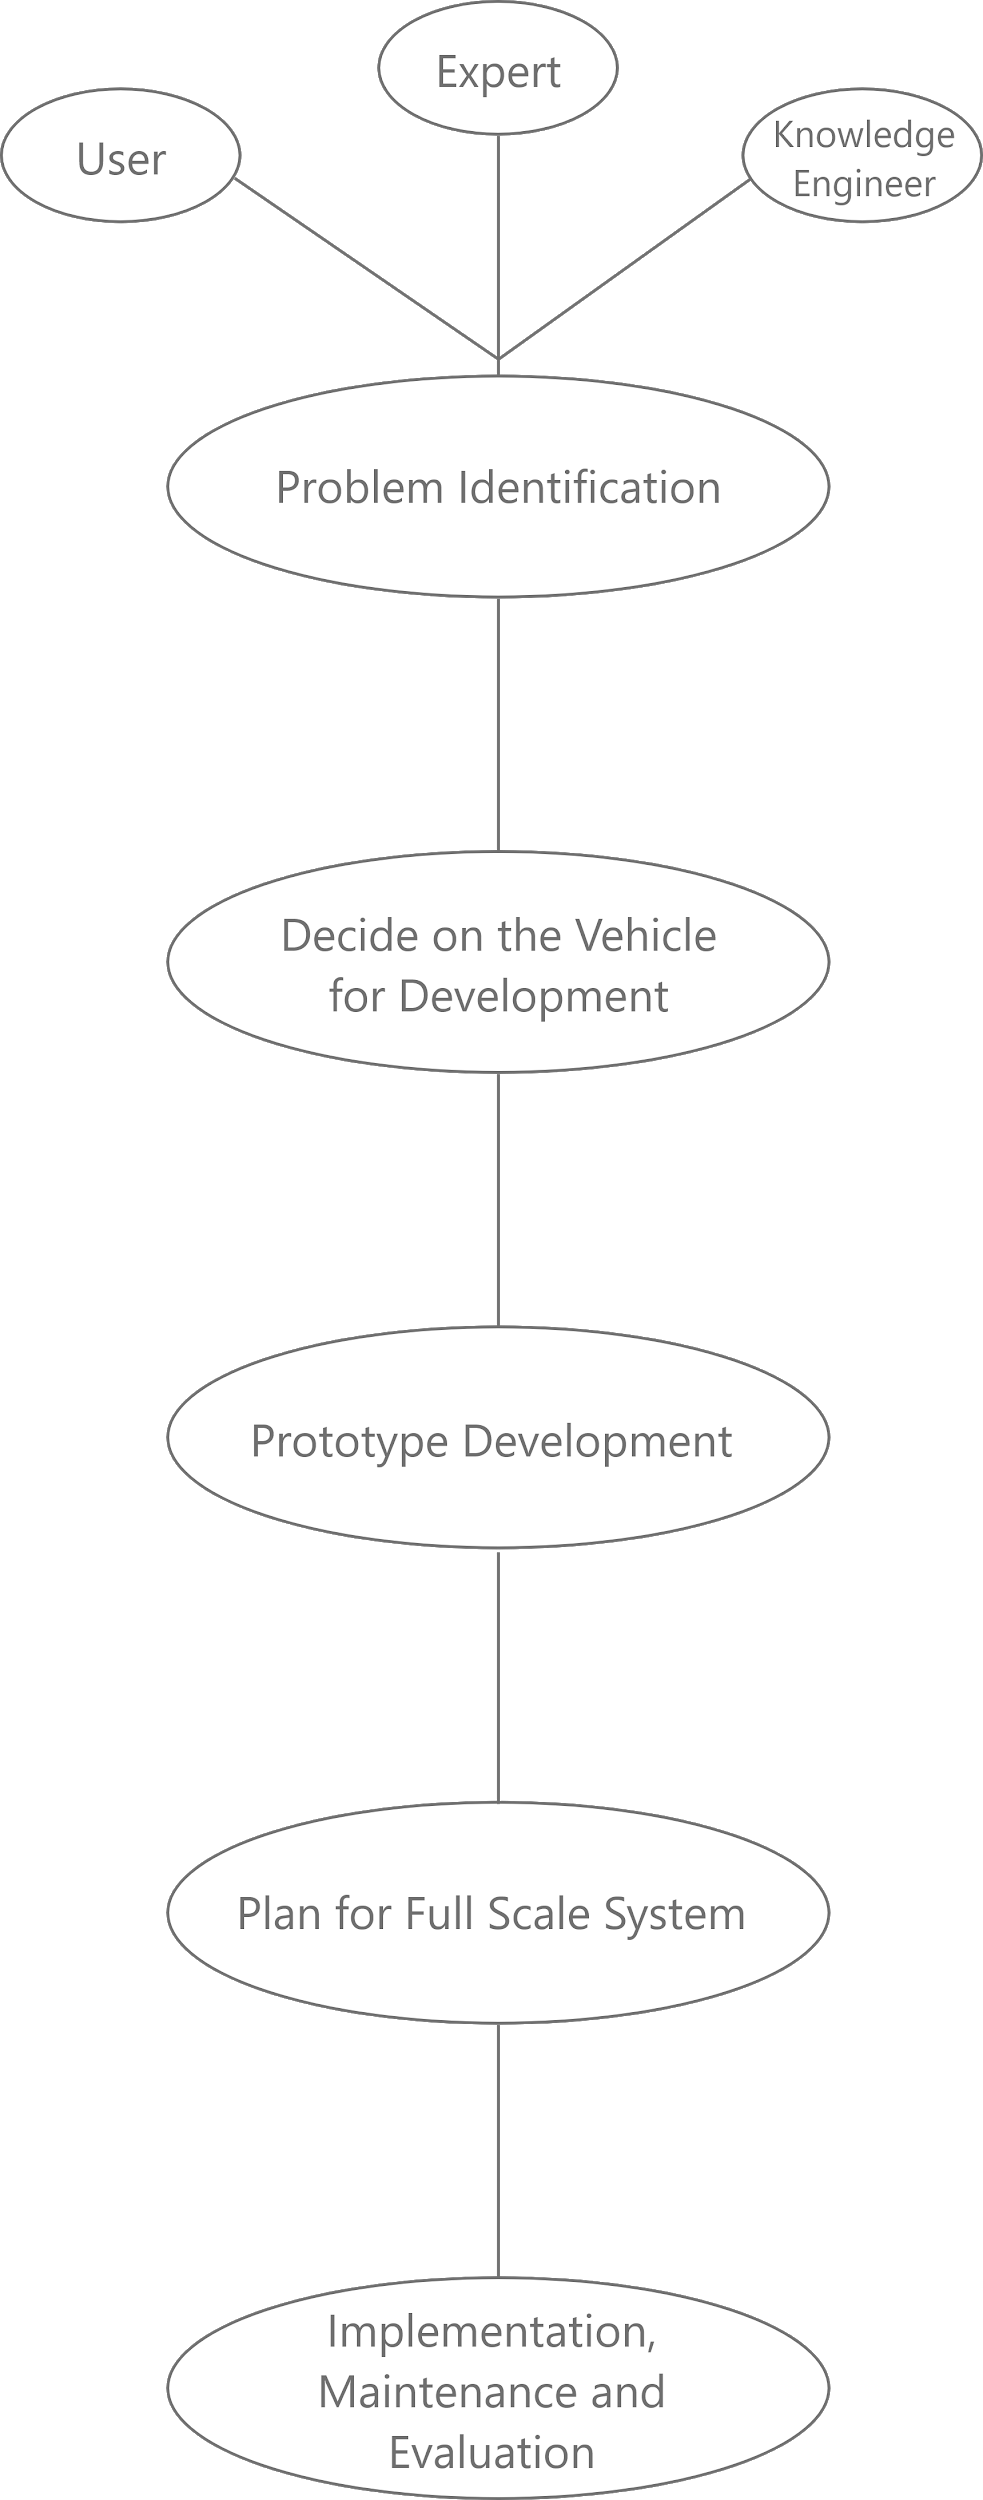 Expert
User
Knowledge
Engineer
Problem Identification
Decide on the Vehicle
for Development
Prototype Development
Plan for Full Scale System
Implementation,
Maintenance and
Evaluation